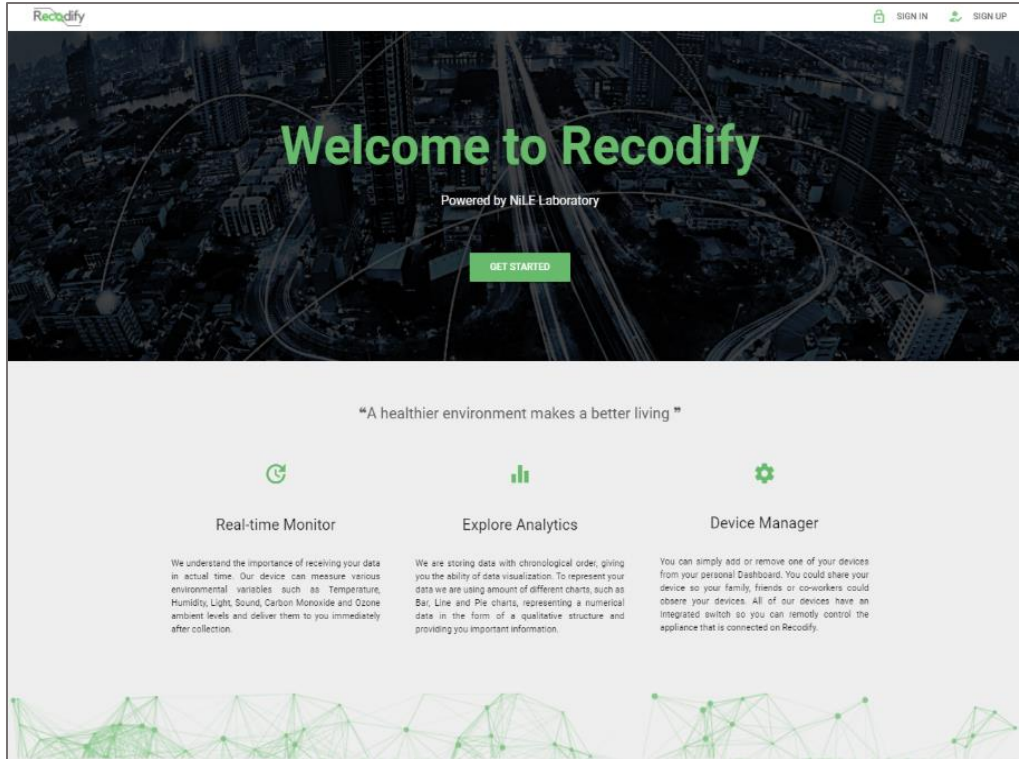 Recodify
SIGN IN
SIGN UP
Welcome to Recodify
Powered by NiLE Laboratory
GET STARTED
❝A healthier environment makes a better living ❞
Real-time Monitor
We understand the importance of receiving your data
in actual time. Our device can measure various
environmental variables such as Temperature,
Humidity, Light, Sound, Carbon Monoxide and Ozone
ambient levels and deliver them to you immediately
after collection.
Explore Analytics
We are storing data with chronological order, giving
you the ability of data visualization. To represent your
data we are using amount of different charts, such as
Bar, Line and Pie charts, representing a numerical
data in the form of a qualitative structure and
providing you important information.
Device Manager
You can simply add or remove one of your devices
from your personal Dashboard. You could share your
device so your family, friends or co-workers could
obsere your devices. All of our devices have an
Integrated switch so you can remotly control the
appliance that is connected on Recodify.